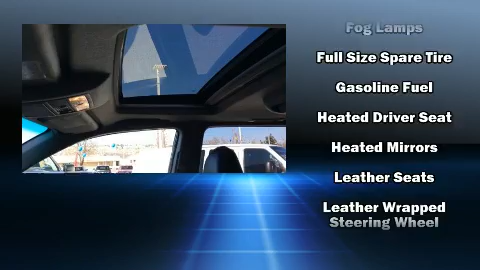 Fog Lamps
Full Size Spare Tire
Gasoline Fuel
Heated Driver Seat
Heated Mirrors
Leather Seats
Leather Wrapped
Steering Wheel